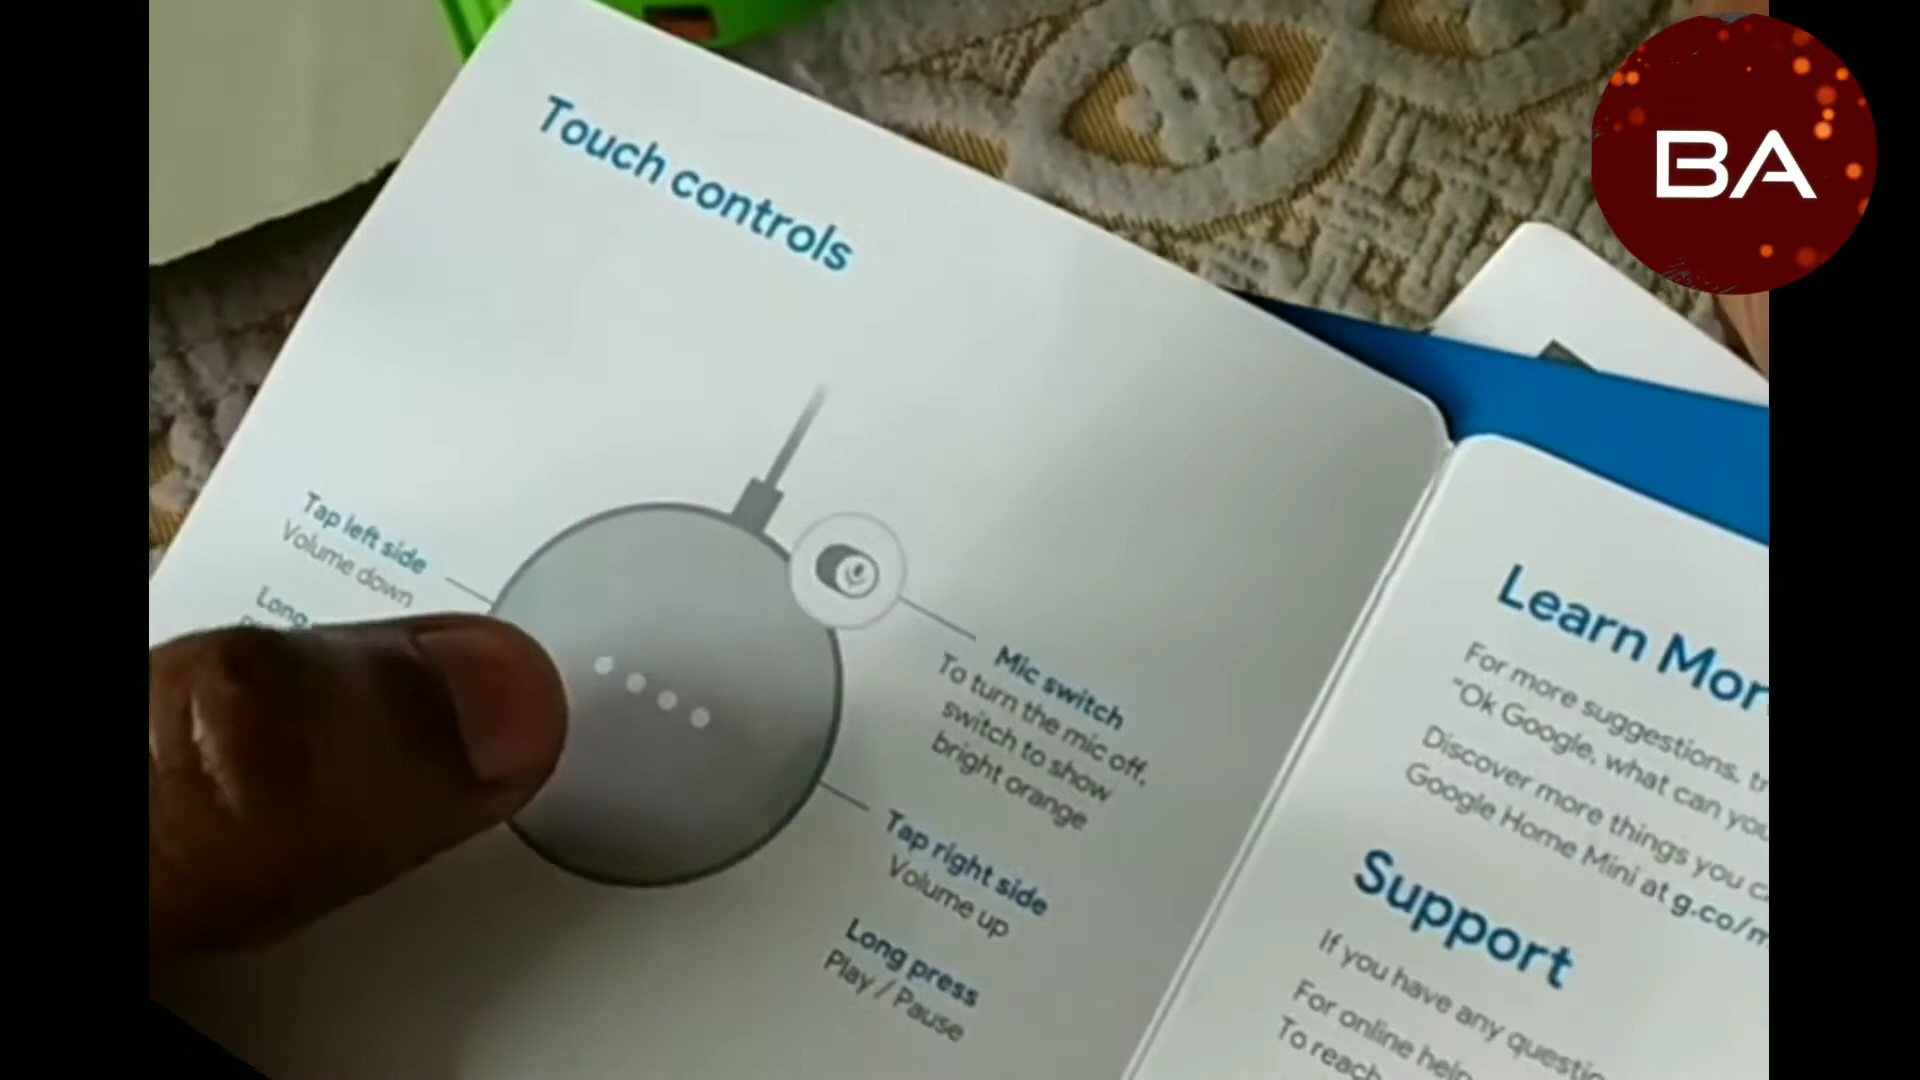 BA
Touch controls
Tap left side
Volume down
Long
Mic switch
To turn the mic off,
switch to show
bright orange
Tap right side
Volume up
Long press
Play / Pause
Learn Mor
For more suggestions, tr
"Ok Google, what can you
Discover more things you c
Google Home Mini at g.co/m
Support
If you have any questio
For online help
To reach